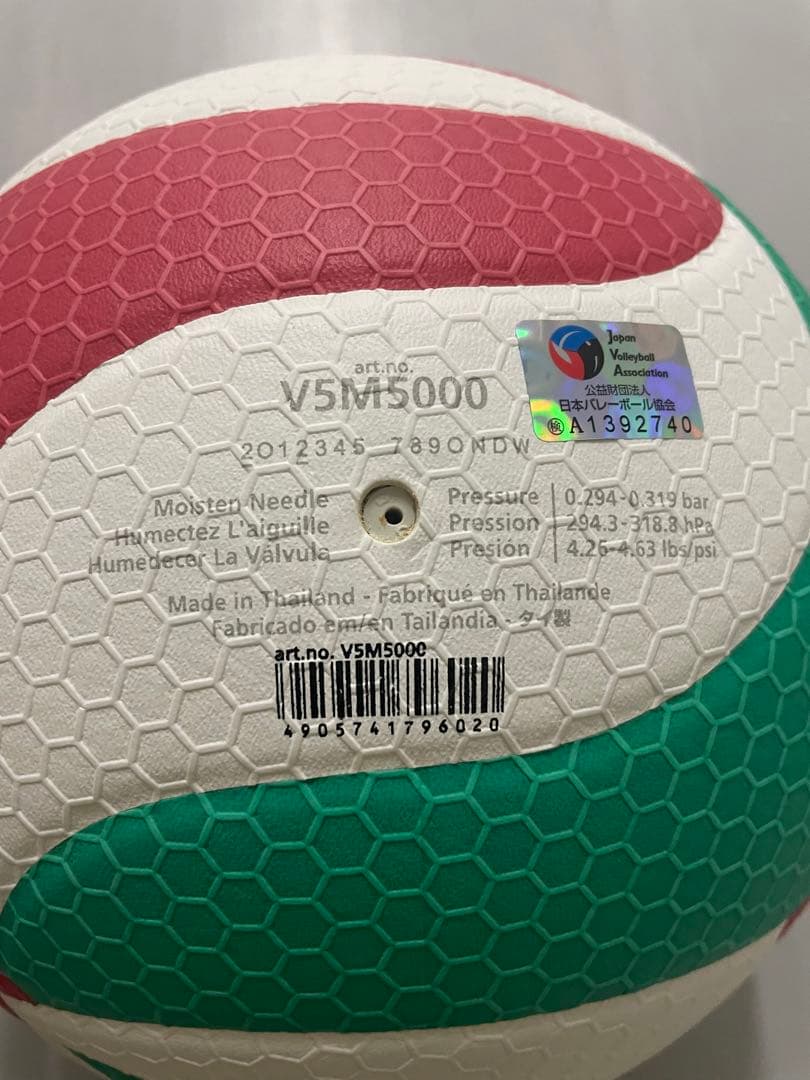 art.no.
V5M5000
2012345 7890NDW
Japan
Volleyball
Association
公益財団法人
日本バレーボール協会
検 A1392740
Moisten Needle
Humectez L'aiguille
Humedecer La Válvula
Pressure 0.294-0.319 bar
Pression 294.3-318.8 hPa
Presión 4.26-4.63 lbs/psi
Made in Thailand - Fabriqué en Thaïlande
Fabricado em/en Tailandia - タイ製
art.no. V5M5000
4905741796020